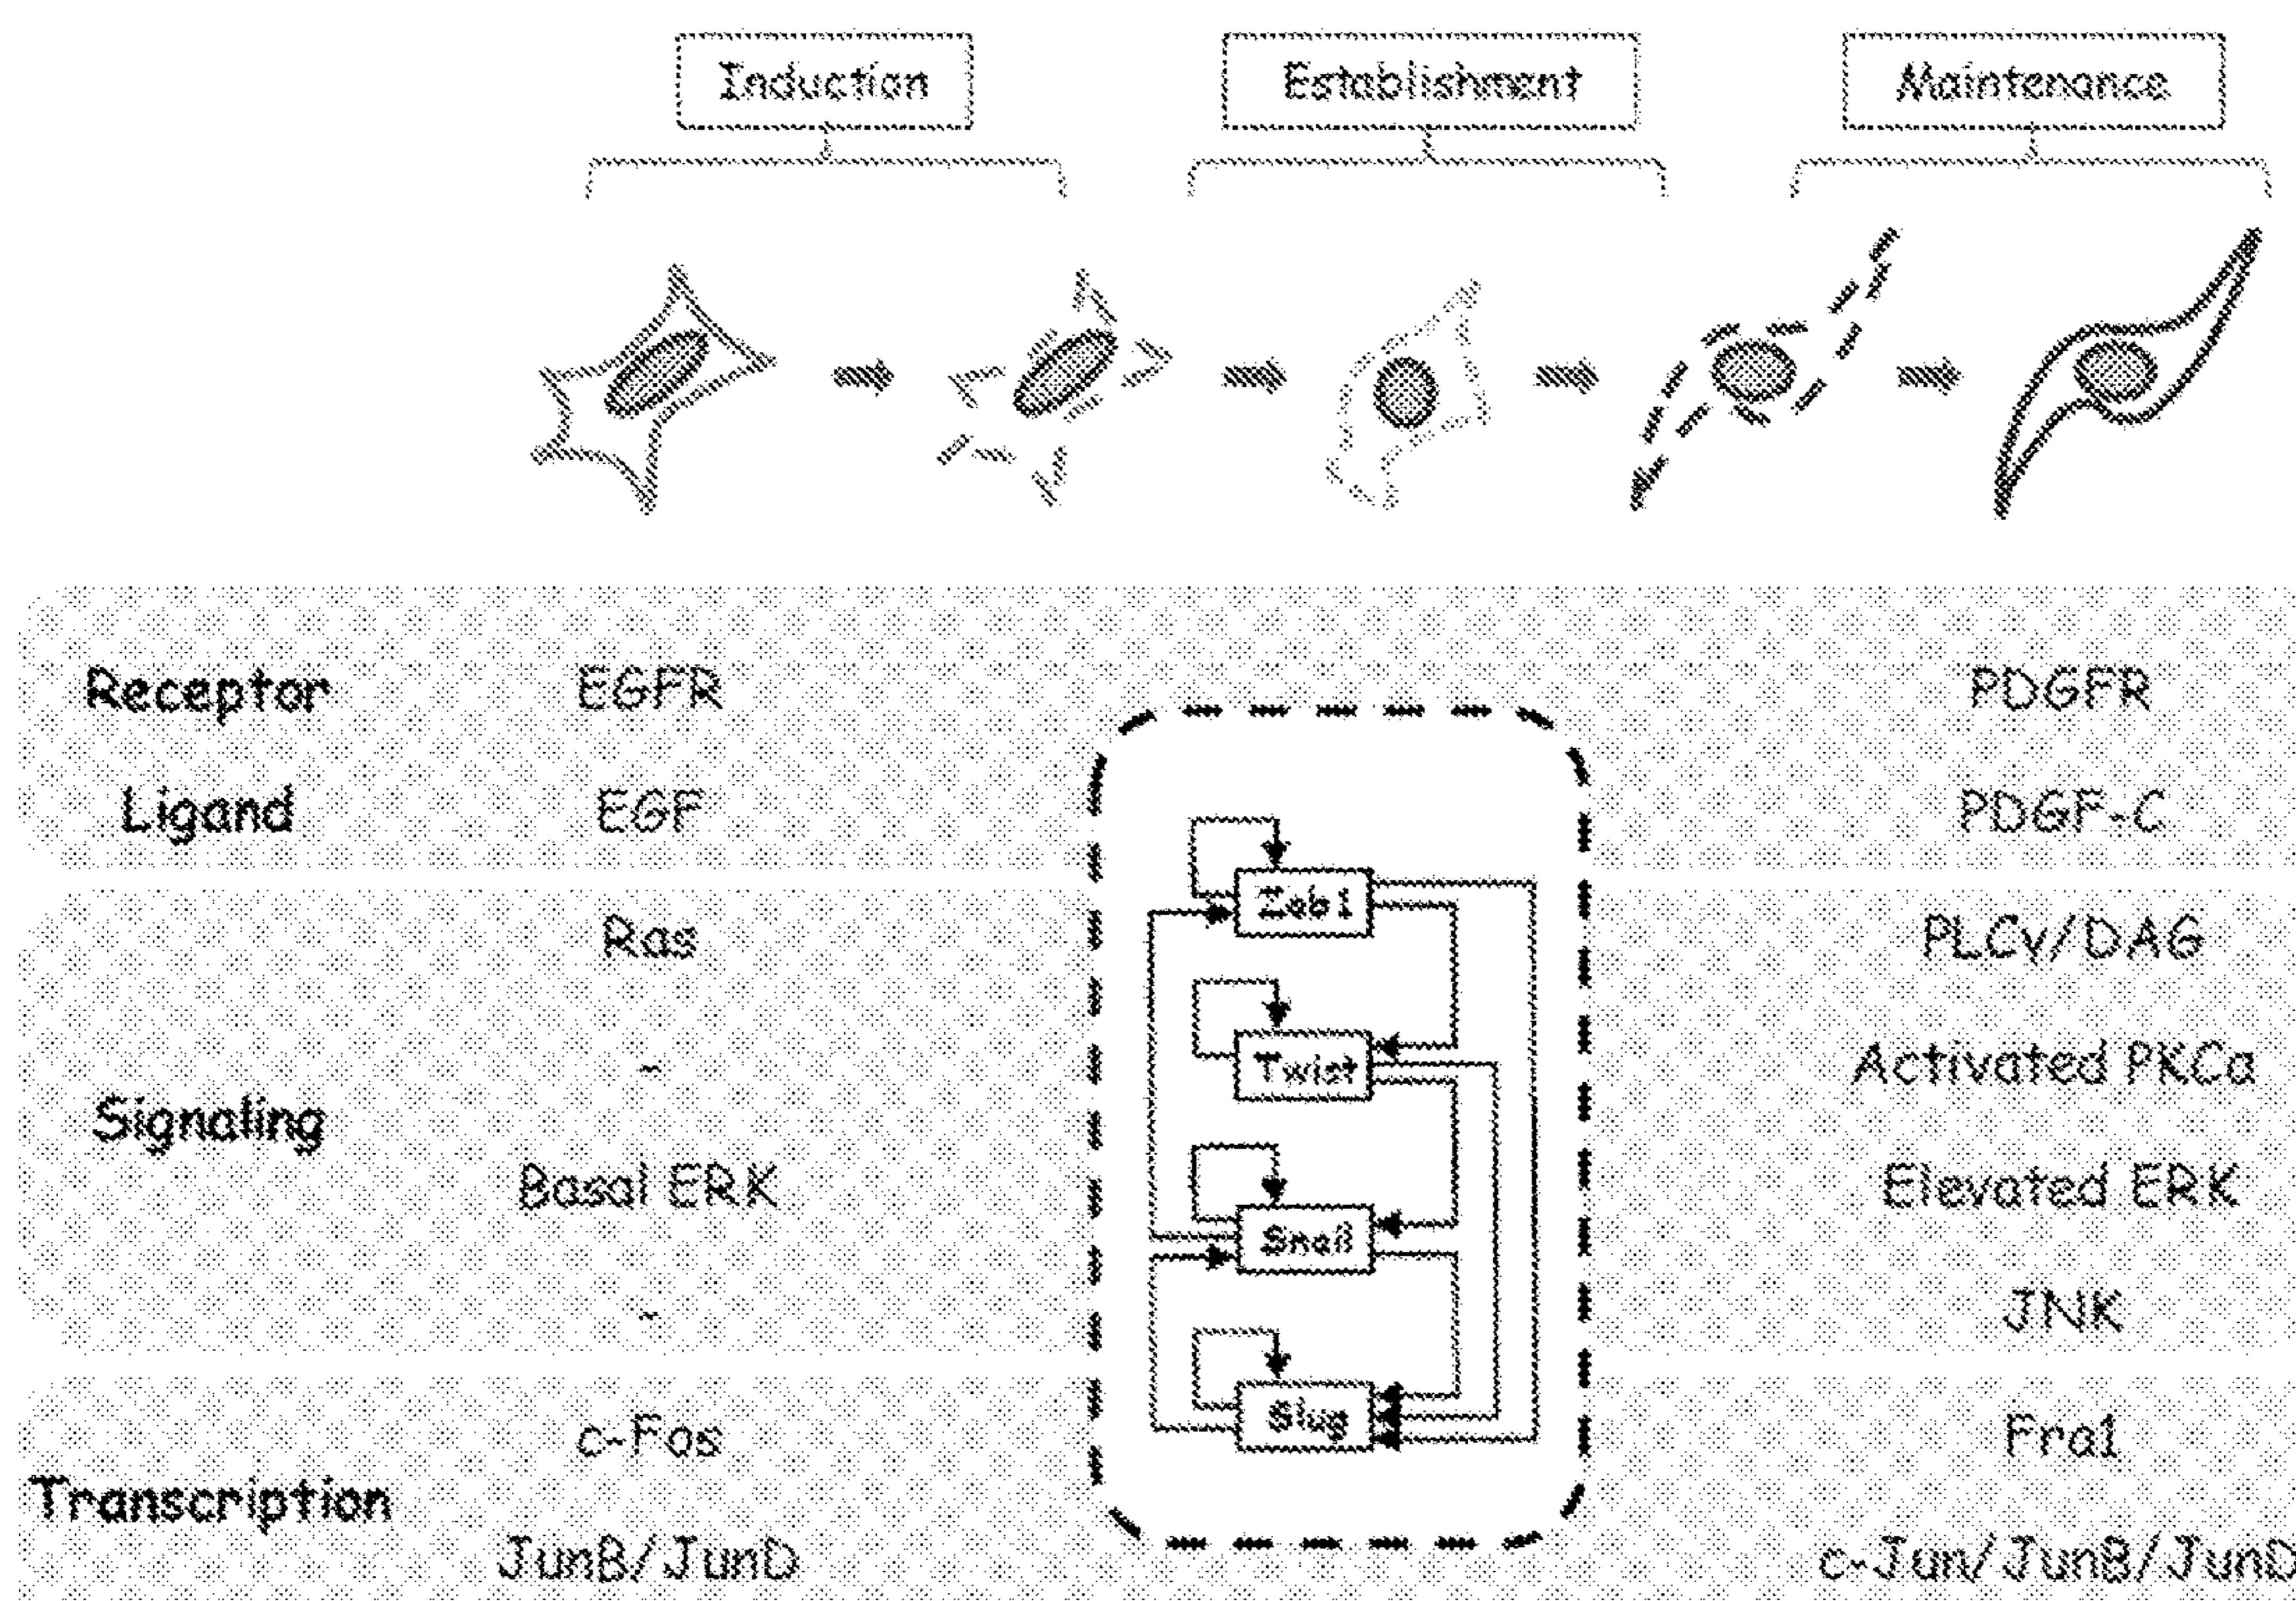 Induction Establishment Maintenance
Receptor EGFR PDGFR
Ligand EGF PDGF-C
Zeb1
Ras PLCγ/DAG
Twist
- Activated PKCα
Signaling
Basal ERK Elevated ERK
Snail
- JNK
Slug
c-Fos Fra1
Transcription
JunB/JunD c-Jun/JunB/JunD